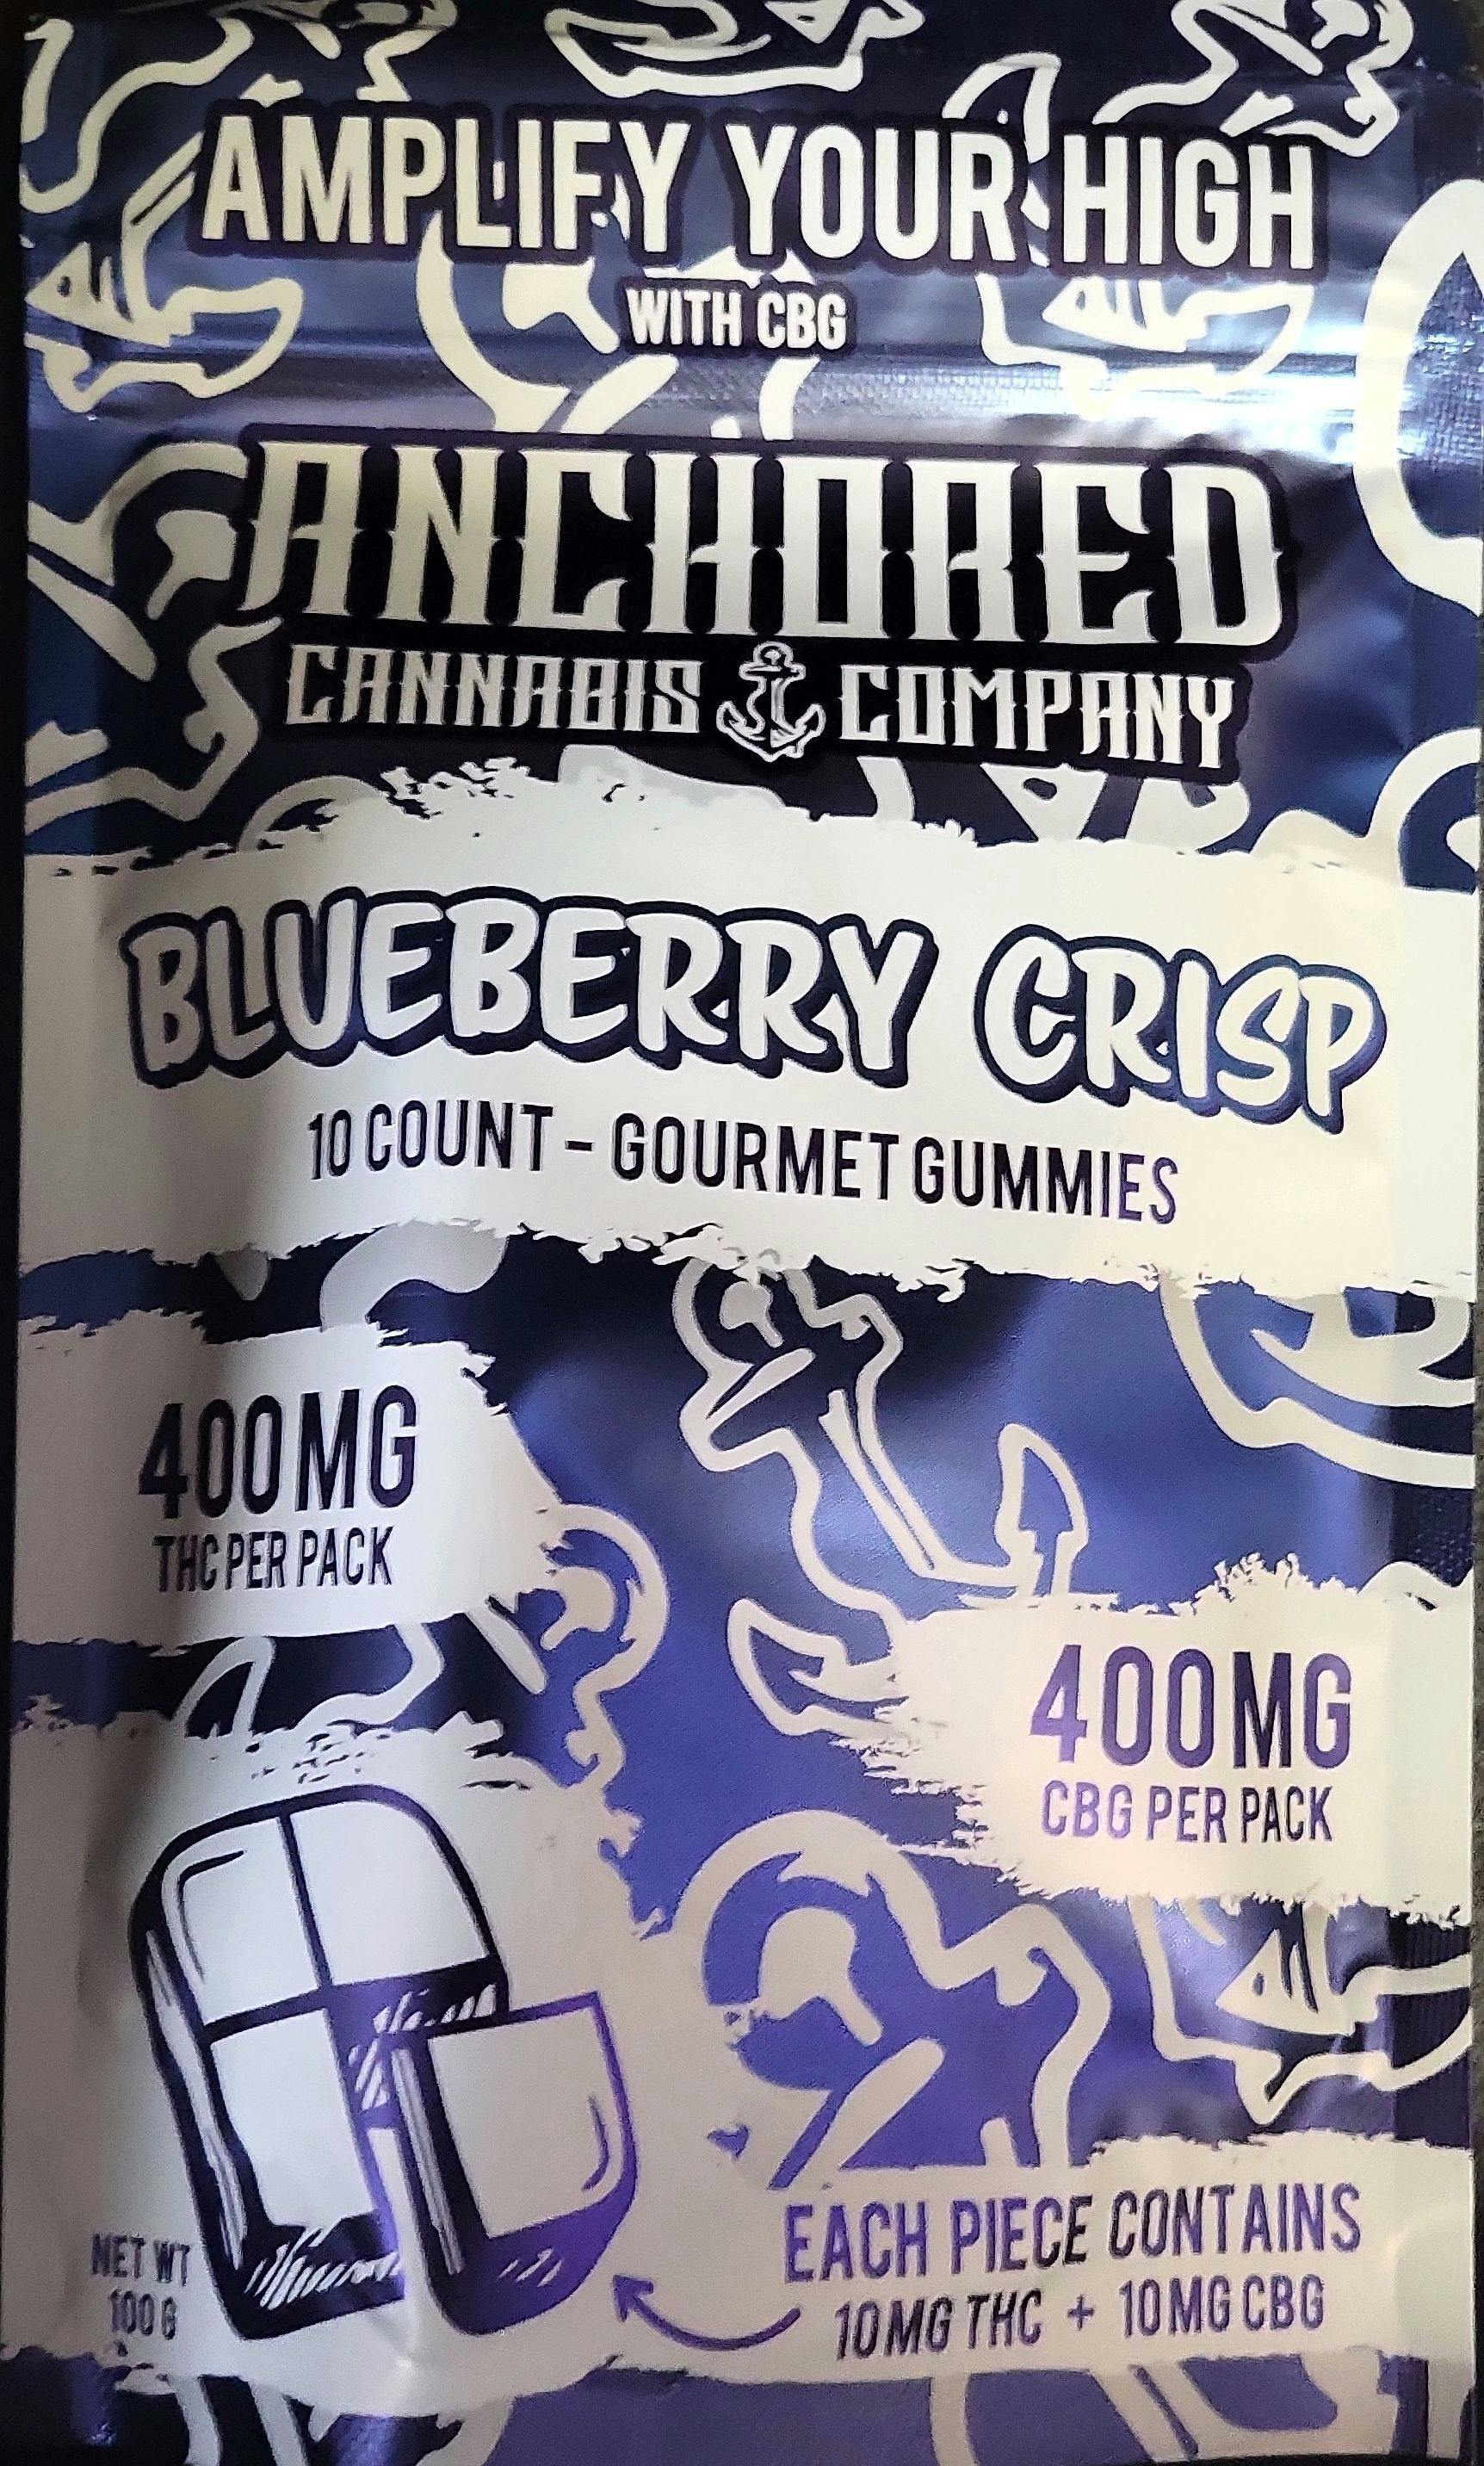 AMPLIFY YOUR HIGH
WITH CBG
ANCHORED
CANNABIS COMPANY
BLUEBERRY CRISP
10 COUNT - GOURMET GUMMIES
400MG
THC PER PACK
400MG
CBG PER PACK
NET WT
100 G
EACH PIECE CONTAINS
10MG THC + 10MG CBG